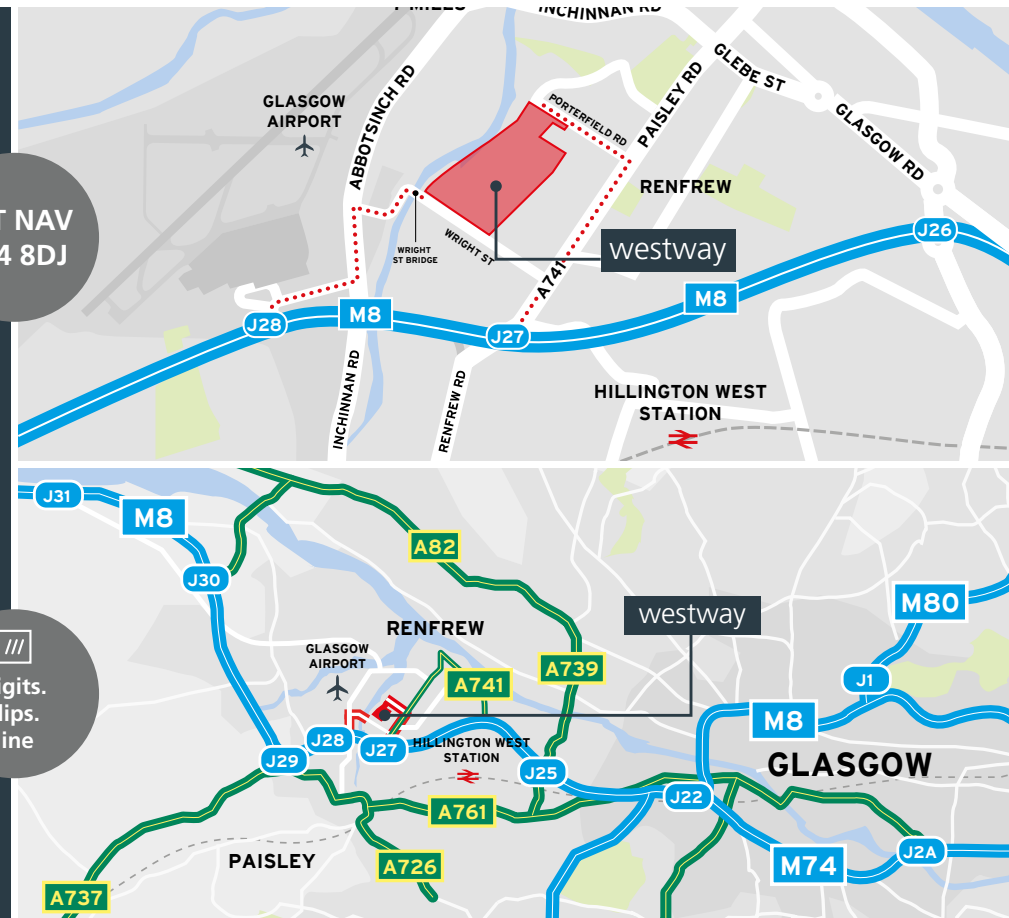 INCHINNAN RD
GLEBE ST
GLASGOW
AIRPORT
ABBOTSINCH RD
PORTERFIELD RD
PAISLEY RD
GLASGOW RD
RENFREW
T NAV
4 8DJ
WRIGHT
ST BRIDGE
WRIGHT ST
westway
J26
A741
M8
M8
J28
J27
INCHINNAN RD
RENFREW RD
HILLINGTON WEST
STATION
J31
M8
A82
J30
M80
westway
RENFREW
///
GLASGOW
AIRPORT
A739
A741
J1
igits.
lips.
ine
M8
J28
J27
HILLINGTON WEST
STATION
J29
J25
GLASGOW
J22
A761
PAISLEY
A726
M74
J2A
A737